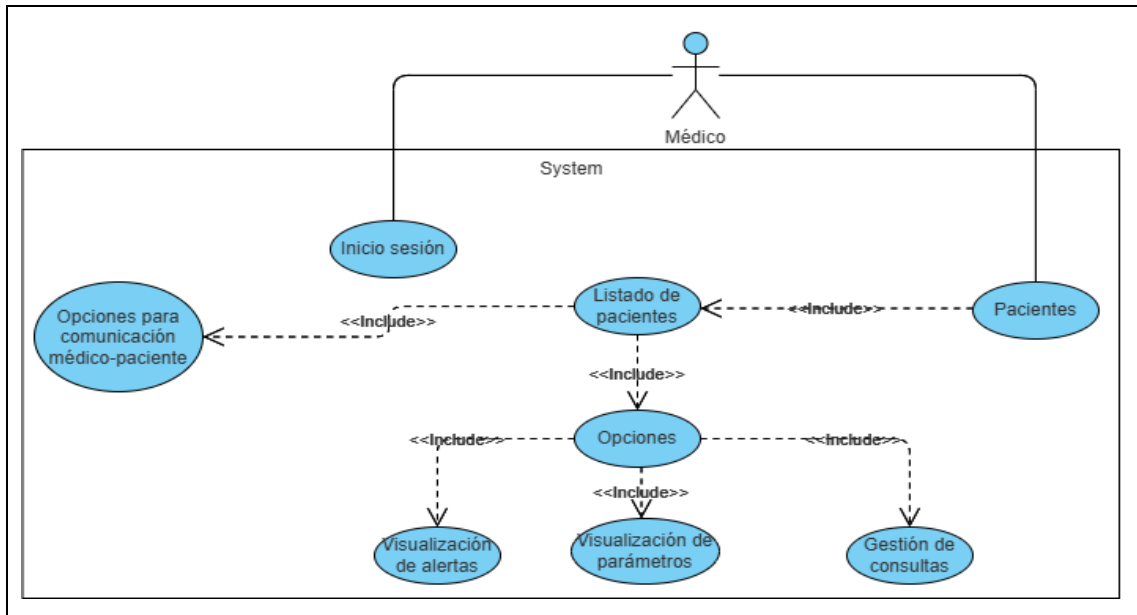 Médico
System
Inicio sesión
Opciones para
comunicación
médico-paciente
<<Include>>
Listado de
pacientes
<<Include>>
Pacientes
<<Include>>
<<Include>>
Opciones
<<Include>>
<<Include>>
Visualización
de alertas
Visualización de
parámetros
Gestión de
consultas